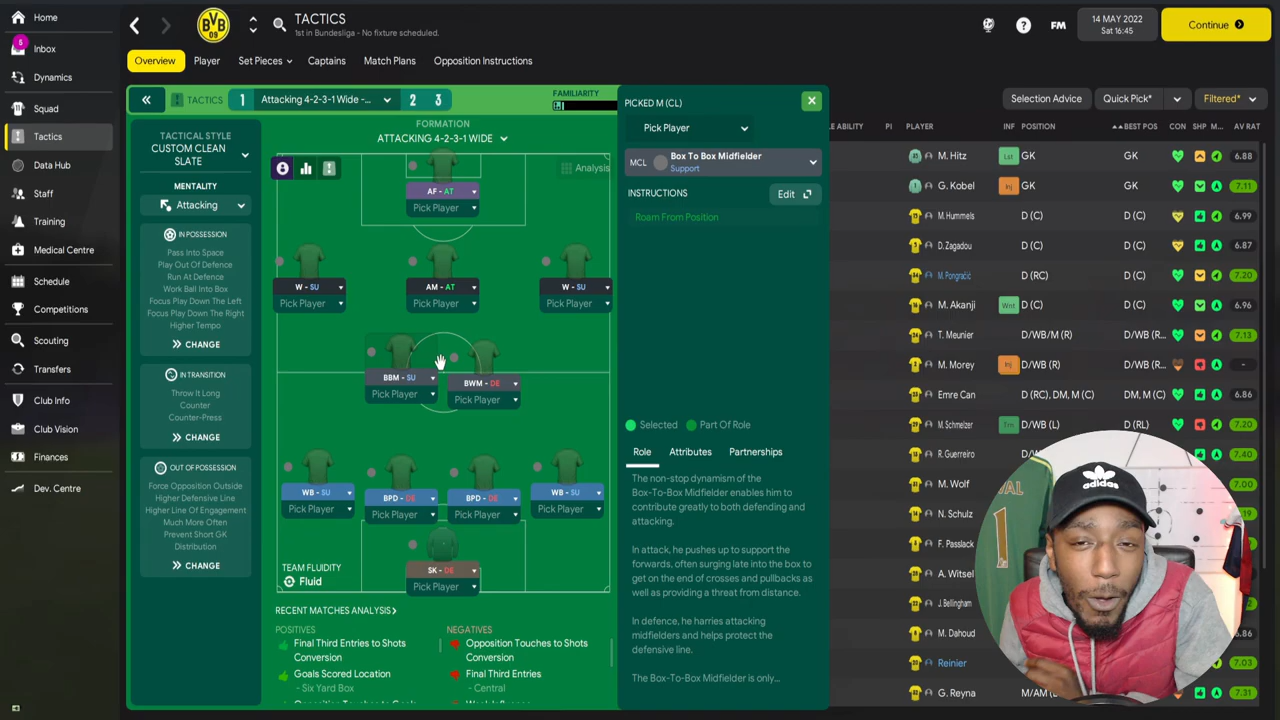 Home
5
Inbox
Dynamics
Squad
Tactics
Data Hub
Staff
Training
Medical Centre
Schedule
Competitions
Scouting
Transfers
Club Info
Club Vision
Finances
Dev. Centre
BVB
09
TACTICS
1st in Bundesliga - No fixture scheduled.
?
FM
14 MAY 2022
Sat 16:45
Continue
Overview
Player
Set Pieces
Captains
Match Plans
Opposition Instructions
TACTICS
1
Attacking 4-2-3-1 Wide -...
2
3
FAMILIARITY
TACTICAL STYLE
CUSTOM CLEAN
SLATE
MENTALITY
Attacking
IN POSSESSION
Pass Into Space
Play Out Of Defence
Run At Defence
Work Ball Into Box
Focus Play Down The Left
Focus Play Down The Right
Higher Tempo
CHANGE
IN TRANSITION
Throw It Long
Counter
Counter-Press
CHANGE
OUT OF POSSESSION
Force Opposition Outside
Higher Defensive Line
Higher Line Of Engagement
Much More Often
Prevent Short GK
Distribution
CHANGE
FORMATION
ATTACKING 4-2-3-1 WIDE
Analysis
AF - AT
Pick Player
W - SU
Pick Player
AM - AT
Pick Player
W - SU
Pick Player
BBM - SU
Pick Player
BWM - DE
Pick Player
WB - SU
Pick Player
BPD - DE
Pick Player
BPD - DE
Pick Player
WB - SU
Pick Player
SK - DE
Pick Player
TEAM FLUIDITY
Fluid
RECENT MATCHES ANALYSIS
POSITIVES
Final Third Entries to Shots
Conversion
Goals Scored Location
- Six Yard Box
NEGATIVES
Opposition Touches to Shots
Conversion
Final Third Entries
- Central
PICKED M (CL)
Pick Player
MCL
Box To Box Midfielder
Support
INSTRUCTIONS
Edit
Roam From Position
Selected
Part Of Role
Role
Attributes
Partnerships
The non-stop dynamism of the
Box-To-Box Midfielder enables him to
contribute greatly to both defending and
attacking.
In attack, he pushes up to support the
forwards, often surging late into the box to
get on the end of crosses and pullbacks as
well as providing a threat from distance.
In defence, he harries attacking
midfielders and helps protect the
defensive line.
The Box-To-Box Midfielder is only...
Selection Advice
Quick Pick*
Filtered*
LE ABILITY
PI
PLAYER
INF
POSITION
BEST POS
CON
SHP
M...
AV RAT
M. Hitz
Lst
GK
GK
6.88
G. Kobel
Inj
GK
GK
7.11
M. Hummels
D (C)
D (C)
6.99
D. Zagadou
D (C)
D (C)
6.87
M. Pongračić
D (RC)
D (C)
7.20
M. Akanji
Wnt
D (C)
D (C)
6.96
T. Meunier
D/WB/M (R)
D/WB (R...
7.13
M. Morey
Inj
D/WB (R)
D/WB (R)
-
Emre Can
D (RC), DM, M (C)
DM, M (C)
6.86
M. Schmelzer
Trn
D/WB (L)
D (RL)
7.20
R. Guerreiro
7.40
M. Wolf
N. Schulz
F. Passlack
A. Witsel
J. Bellingham
M. Dahoud
Reinier
7.03
G. Reyna
M/AM
7.31